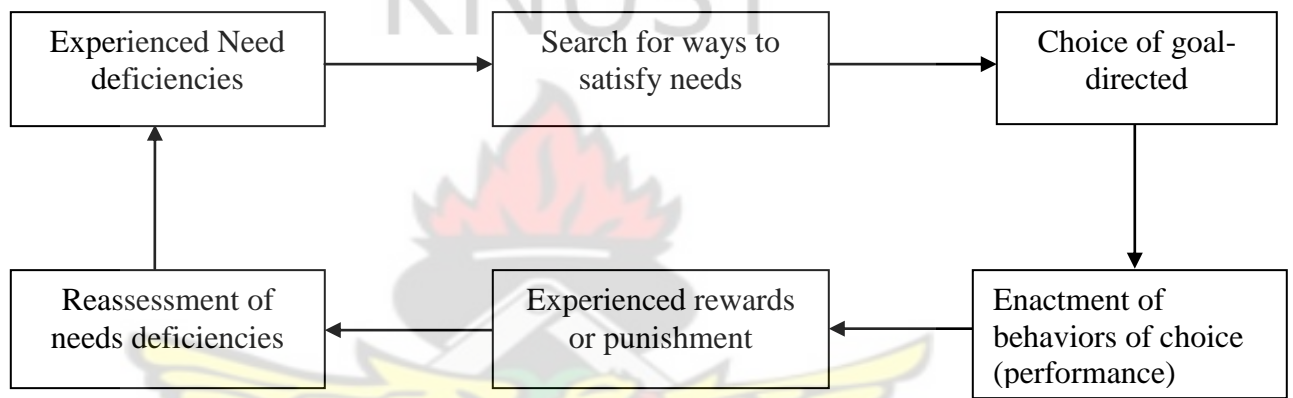 KNUST
Experienced Need
deficiencies
Search for ways to
satisfy needs
Choice of goal-
directed
Reassessment of
needs deficiencies
Experienced rewards
or punishment
Enactment of
behaviors of choice
(performance)